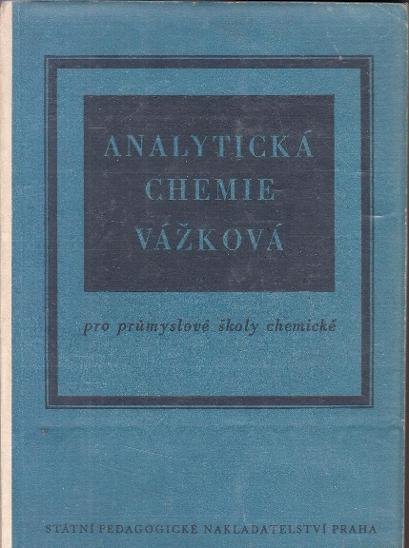 ANALYTICKÁ
CHEMIE
VÁŽKOVÁ
pro průmyslové školy chemické
STÁTNÍ PEDAGOGICKÉ NAKLADATELSTVÍ PRAHA